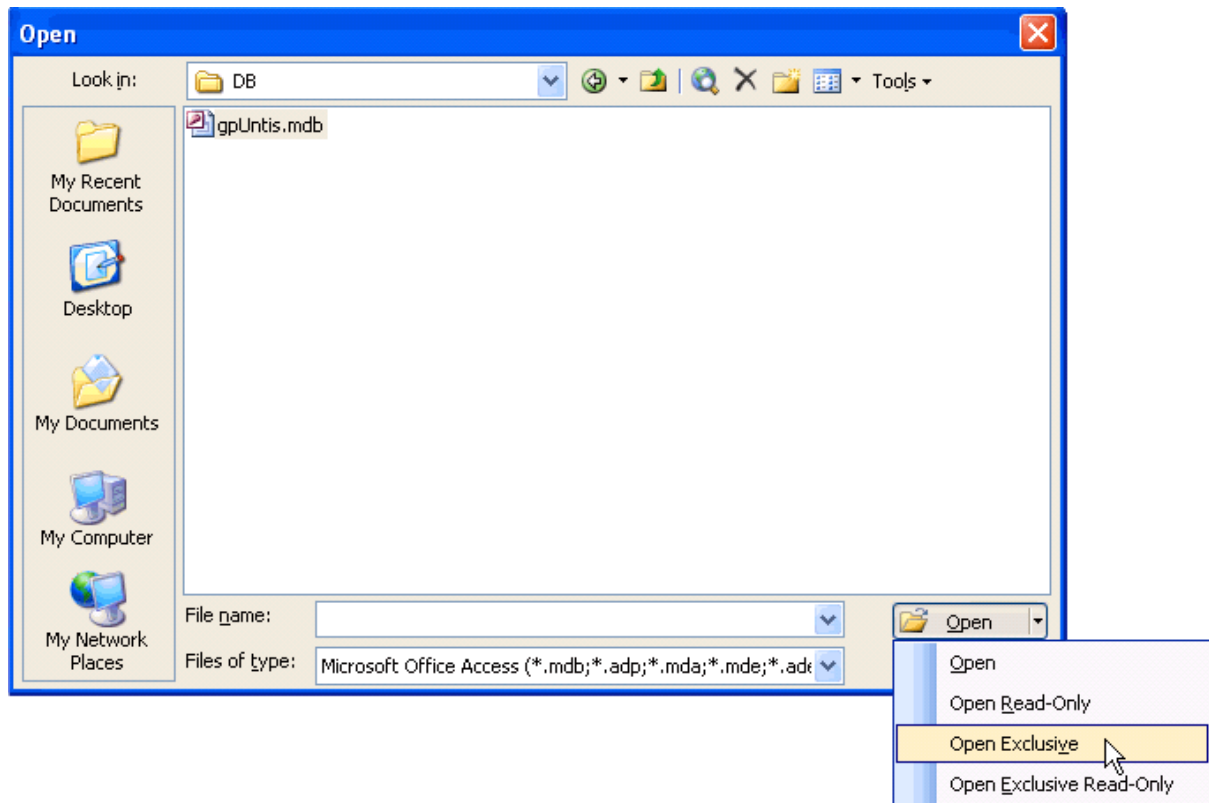 Open
Look in:
DB
Tools
gpUntis.mdb
My Recent
Documents
Desktop
My Documents
My Computer
My Network
Places
File name:
Open
Files of type:
Microsoft Office Access (*.mdb;*.adp;*.mda;*.mde;*.ade
Open
Open Read-Only
Open Exclusive
Open Exclusive Read-Only